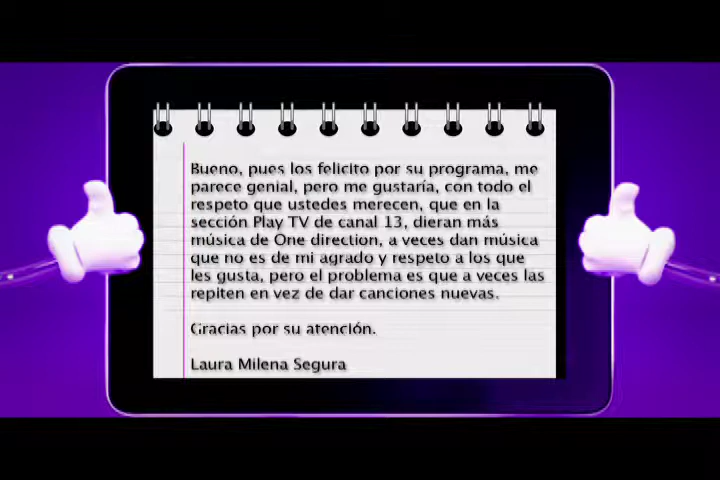 Bueno, pues los felicito por su programa, me
parece genial, pero me gustaría, con todo el
respeto que ustedes merecen, que en la
sección Play TV de canal 13, dieran más
música de One direction, a veces dan música
que no es de mi agrado y respeto a los que
les gusta, pero el problema es que a veces las
repiten en vez de dar canciones nuevas.
Gracias por su atención.
Laura Milena Segura